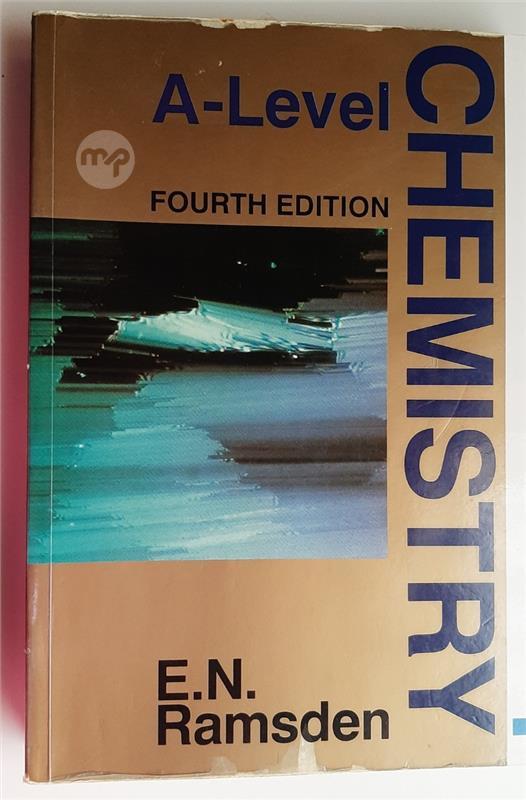 A-Level
CHEMISTRY
mp
FOURTH EDITION
E.N.
Ramsden